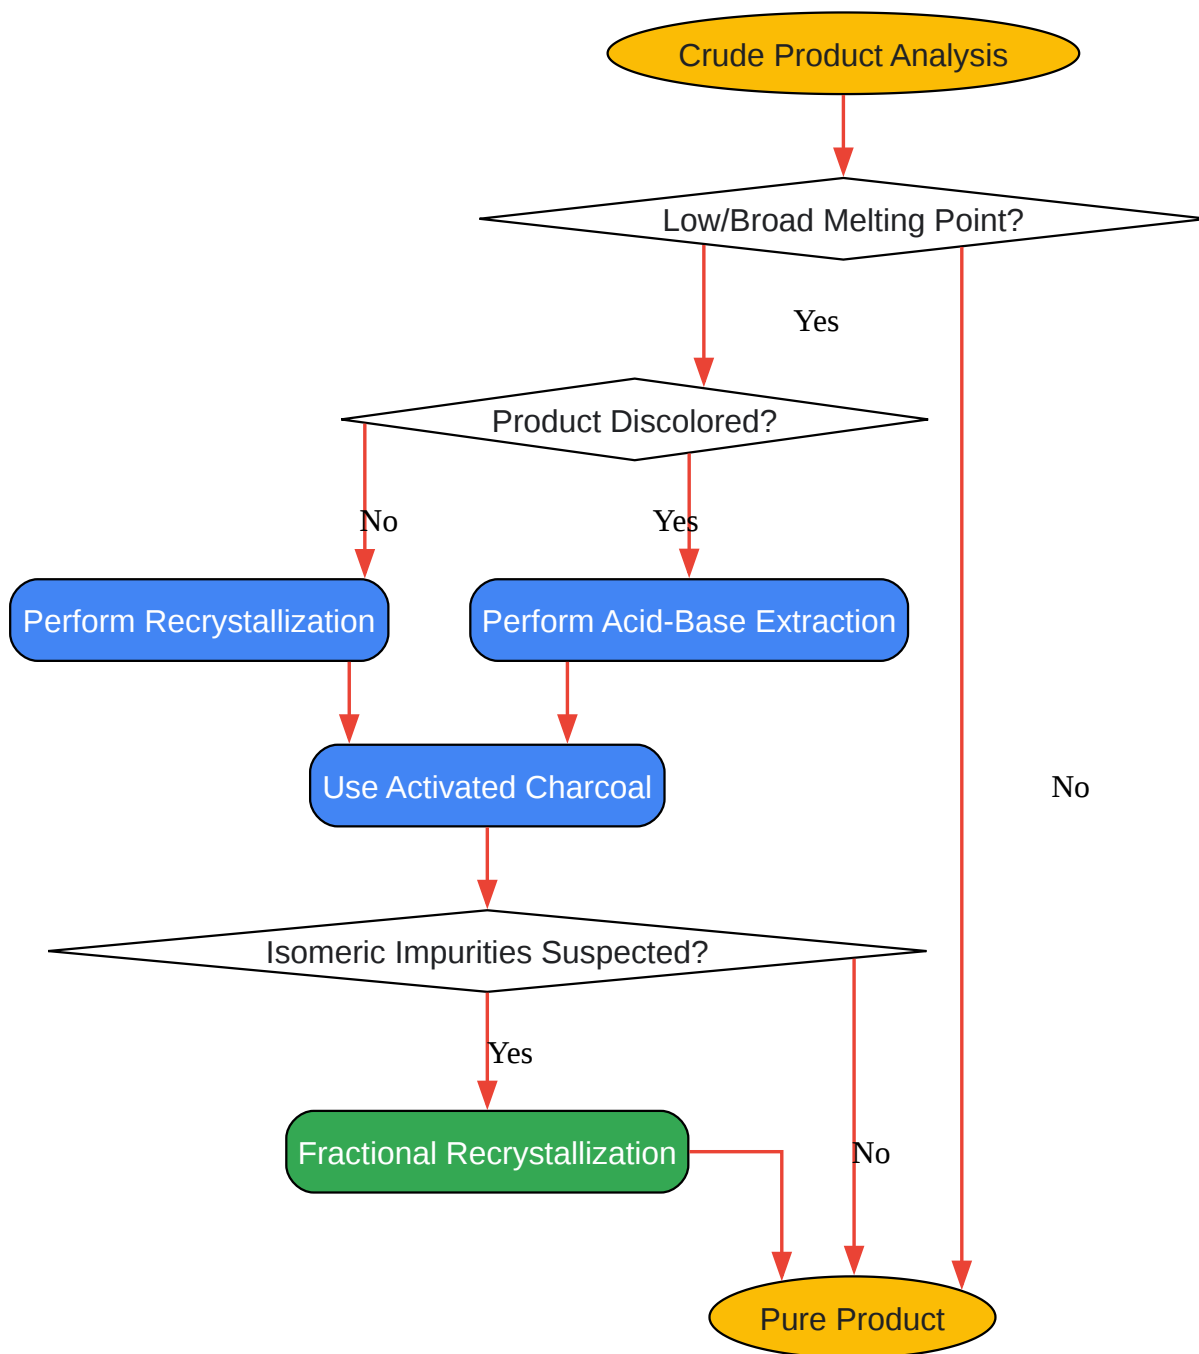 Crude Product Analysis
Low/Broad Melting Point?
Yes
Product Discolored?
No
Yes
Perform Recrystallization
Perform Acid-Base Extraction
Use Activated Charcoal
No
Isomeric Impurities Suspected?
Yes
Fractional Recrystallization
No
Pure Product